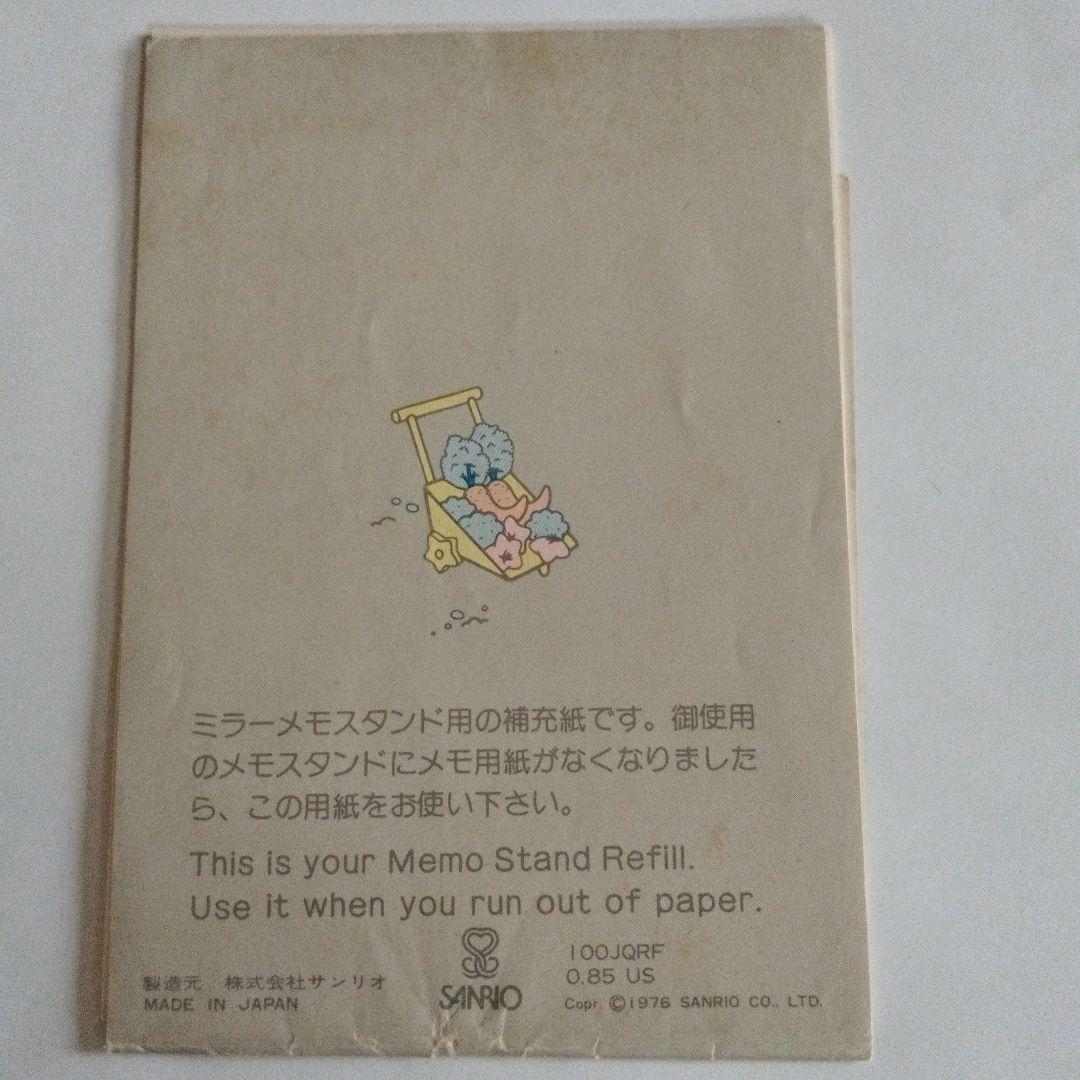 ミラーメモスタンド用の補充紙です。御使用
のメモスタンドにメモ用紙がなくなりました
ら、この用紙をお使い下さい。
This is your Memo Stand Refill.
Use it when you run out of paper.
製造元 株式会社サンリオ
MADE IN JAPAN
SANRIO
100JQRF
0.85 US
Copr. ©1976 SANRIO CO., LTD.